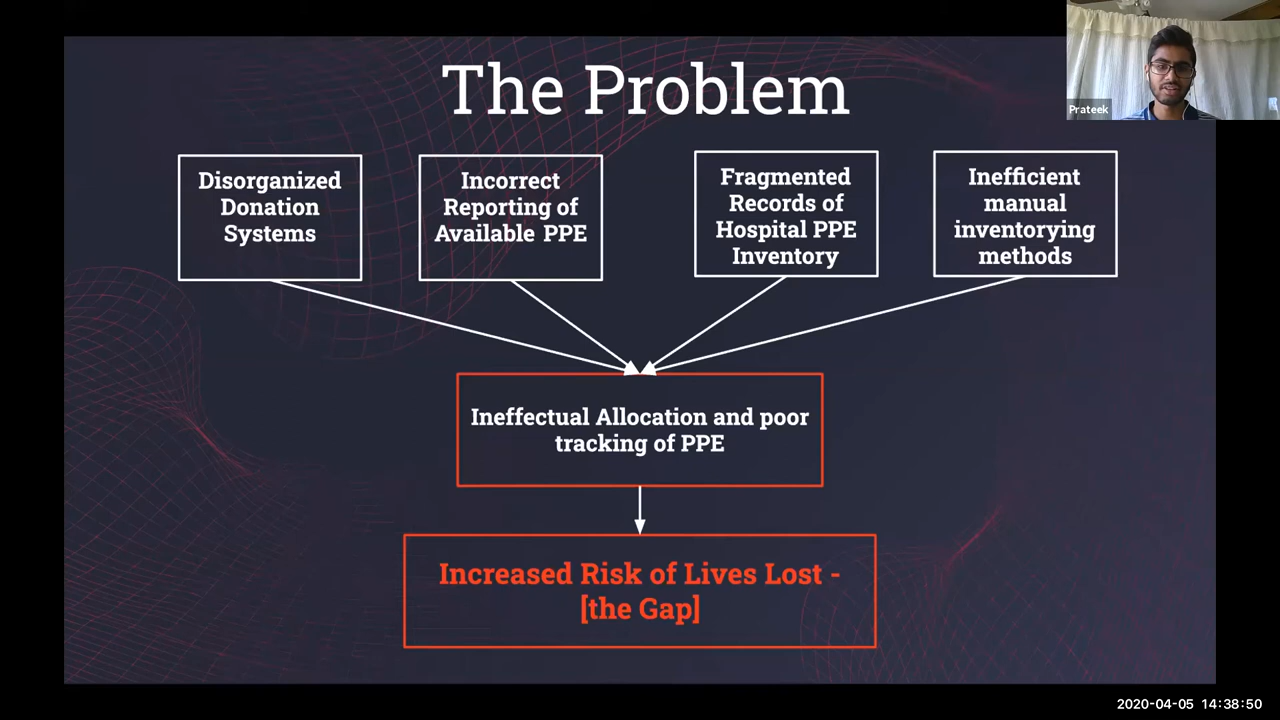 The Problem
Prateek
Disorganized
Donation
Systems
Incorrect
Reporting of
Available PPE
Fragmented
Records of
Hospital PPE
Inventory
Inefficient
manual
inventorying
methods
Ineffectual Allocation and poor
tracking of PPE
Increased Risk of Lives Lost -
[the Gap]
2020-04-05 14:38:50